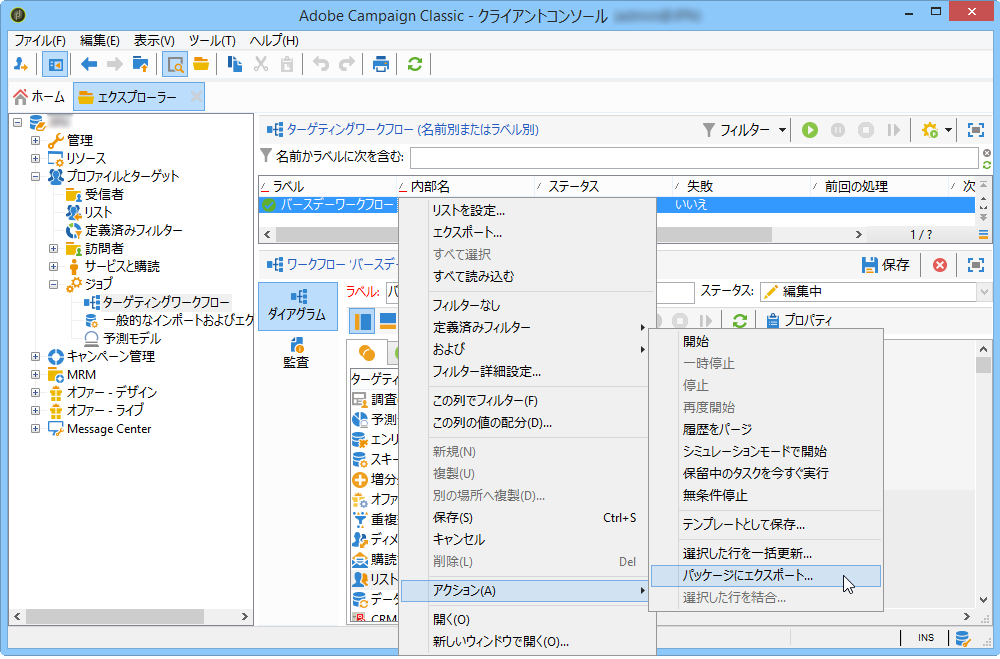 Adobe Campaign Classic - クライアントコンソール
ファイル(F) 編集(E) 表示(V) ツール(T) ヘルプ(H)
ホーム エクスプローラー
管理
リソース
プロファイルとターゲット
受信者
リスト
定義済みフィルター
訪問者
サービスと購読
ジョブ
ターゲティングワークフロー
一般的なインポートおよびエク
予測モデル
キャンペーン管理
MRM
オファー - デザイン
オファー - ライブ
Message Center
ターゲティングワークフロー (名前別またはラベル別)
フィルター
名前かラベルに次を含む:
ラベル 内部名 ステータス 失敗 前回の処理 次
バースデーワークフロー いいえ
1 / ?
ワークフロー 'バースデー
保存
ダイアグラム
監査
ラベル:
ステータス: 編集中
プロパティ
ターゲティ
調査
予測
エンリ
スキー
増分
オファ
重複
ディメ
購読
リスト
データ
CRM
リストを設定...
エクスポート...
すべて選択
すべて読み込む
フィルターなし
定義済みフィルター
および
フィルター詳細設定...
この列でフィルター(F)
この列の値の配分(D)...
新規(N)
複製(U)
別の場所へ複製(D)...
保存(S) Ctrl+S
キャンセル
削除(L) Del
アクション(A)
開く(O)
新しいウィンドウで開く(O)...
開始
一時停止
停止
再度開始
履歴をパージ
シミュレーションモードで開始
保留中のタスクを今すぐ実行
無条件停止
テンプレートとして保存...
選択した行を一括更新...
パッケージにエクスポート...
選択した行を結合...
INS